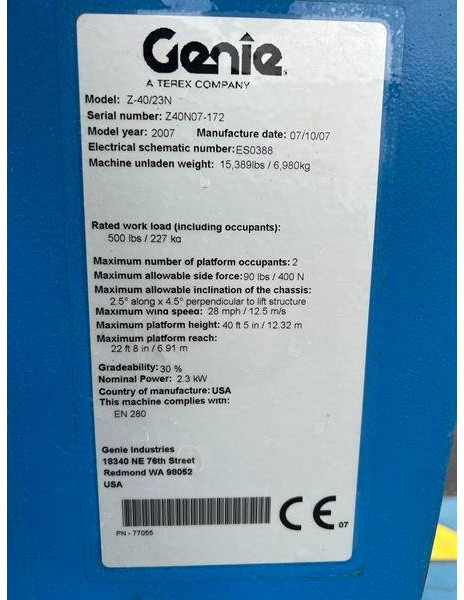 Genie
A TEREX COMPANY
Model: Z-40/23N
Serial number: Z40N07-172
Model year: 2007 Manufacture date: 07/10/07
Electrical schematic number: ES0388
Machine unladen weight: 15,389lbs / 6,980kg
Rated work load (including occupants):
500 lbs / 227 kg
Maximum number of platform occupants: 2
Maximum allowable side force: 90 lbs / 400 N
Maximum allowable inclination of the chassis:
2.5° along x 4.5° perpendicular to lift structure
Maximum wind speed: 28 mph / 12.5 m/s
Maximum platform height: 40 ft 5 in / 12.32 m
Maximum platform reach:
22 ft 8 in / 6.91 m
Gradeability: 30 %
Nominal Power: 2.3 kW
Country of manufacture: USA
This machine complies with:
EN 280
Genie Industries
18340 NE 76th Street
Redmond WA 98052
USA
CE 07
PN - 77055